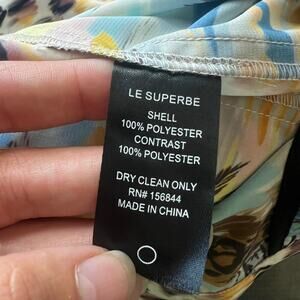 LE SUPERBE
SHELL
100% POLYESTER
CONTRAST
100% POLYESTER
DRY CLEAN ONLY
RN# 156844
MADE IN CHINA